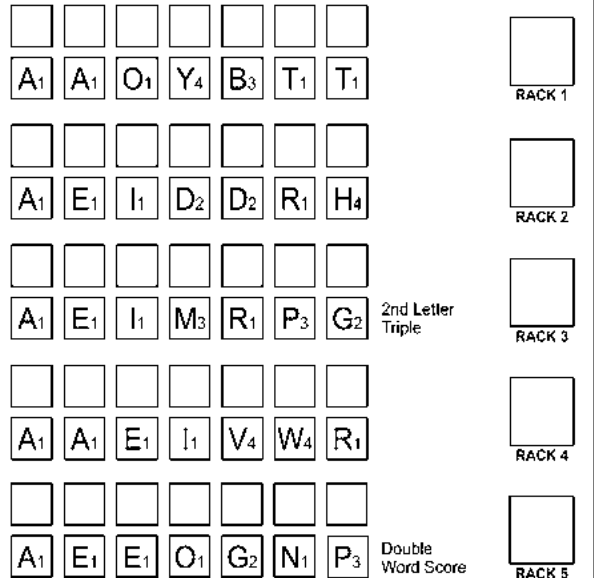 A1 A1 O1 Y4 B3 T1 T1
RACK 1
A1 E1 I1 D2 D2 R1 H4
RACK 2
A1 E1 I1 M3 R1 P3 G2
2nd Letter
Triple
RACK 3
A1 A1 E1 I1 V4 W4 R1
RACK 4
A1 E1 E1 O1 G2 N1 P3
Double
Word Score
RACK 5